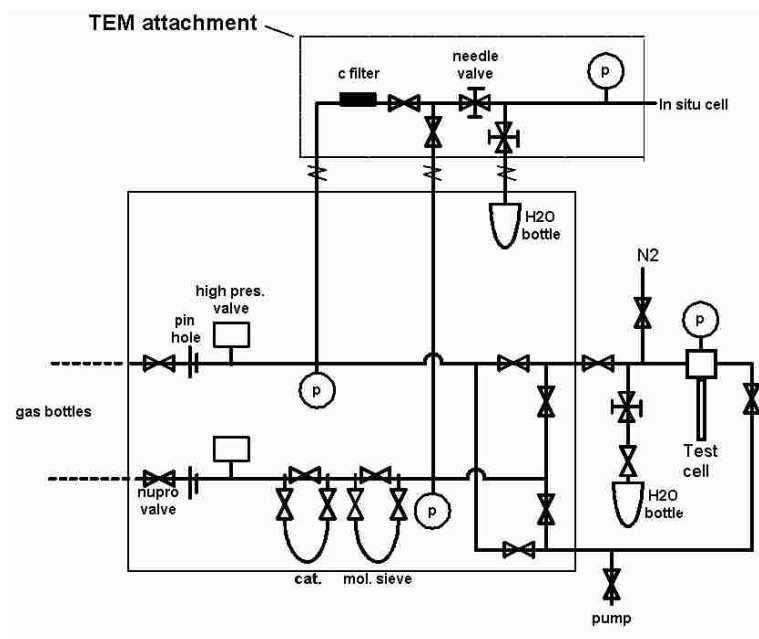 TEM attachment
c filter
needle
valve
p
In situ cell
H2O
bottle
N2
high pres.
valve
pin
hole
p
p
gas bottles
Test
cell
nupro
valve
p
H2O
bottle
cat.
mol. sieve
pump